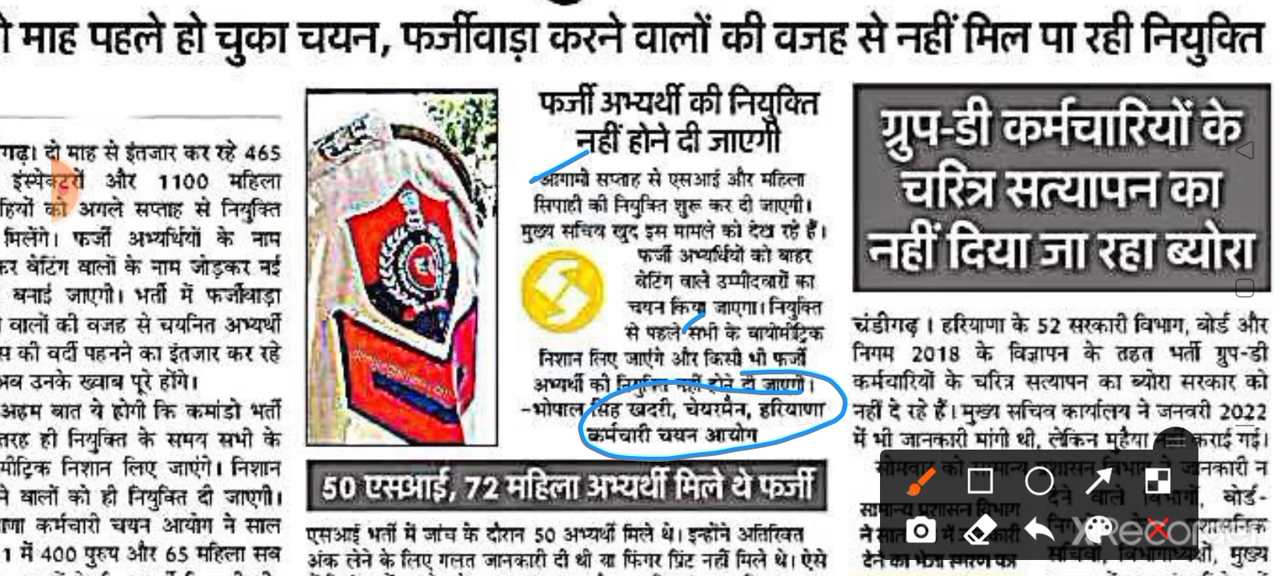 माह पहले हो चुका चयन, फर्जीवाड़ा करने वालों की वजह से नहीं मिल पा रही नियुक्ति
गढ़। दो माह से इंतजार कर रहे 465
इंस्पेक्टरों और 1100 महिला
हियों को अगले सप्ताह से नियुक्ति
मिलेंगे। फर्जी अभ्यर्थियों के नाम
कर वेटिंग वालों के नाम जोड़कर नई
बनाई जाएगी। भर्ती में फर्जीवाड़ा
वालों की वजह से चयनित अभ्यर्थी
स की वर्दी पहनने का इंतजार कर रहे
अब उनके ख्वाब पूरे होंगे।
अहम बात ये होगी कि कमांडो भर्ती
तरह ही नियुक्ति के समय सभी के
मीट्रिक निशान लिए जाएंगे। निशान
ने वालों को ही नियुक्ति दी जाएगी।
याणा कर्मचारी चयन आयोग ने साल
1 में 400 पुरुष और 65 महिला सब
फर्जी अभ्यर्थी की नियुक्ति
नहीं होने दी जाएगी
आगामी सप्ताह से एसआई और महिला
सिपाही की नियुक्ति शुरू कर दी जाएगी।
मुख्य सचिव खुद इस मामले को देख रहे हैं।
फर्जी अभ्यर्थियों को बाहर
वेटिंग वाले उम्मीदवारों का
चयन किया जाएगा। नियुक्ति
से पहले सभी के बायोमीट्रिक
निशान लिए जाएंगे और किसी भी फर्जी
अभ्यर्थी की नियुक्ति नहीं होने दी जाएगी।
-भोपाल सिंह खदरी, चेयरमैन, हरियाणा
कर्मचारी चयन आयोग
50 एसआई, 72 महिला अभ्यर्थी मिले थे फर्जी
एसआई भर्ती में जांच के दौरान 50 अभ्यर्थी मिले थे। इन्होंने अतिरिक्त
अंक लेने के लिए गलत जानकारी दी थी या फिंगर प्रिंट नहीं मिले थे। ऐसे
ग्रुप-डी कर्मचारियों के
चरित्र सत्यापन का
नहीं दिया जा रहा ब्योरा
चंडीगढ़। हरियाणा के 52 सरकारी विभाग, बोर्ड और
निगम 2018 के विज्ञापन के तहत भर्ती ग्रुप-डी
कर्मचारियों के चरित्र सत्यापन का ब्योरा सरकार को
नहीं दे रहे हैं। मुख्य सचिव कार्यालय ने जनवरी 2022
में भी जानकारी मांगी थी, लेकिन मुहैया नहीं कराई गई।
सोमवार को सामान्य प्रशासन विभाग ने जानकारी न
देने वाले विभागों, बोर्ड-
सामान्य प्रशासन विभाग